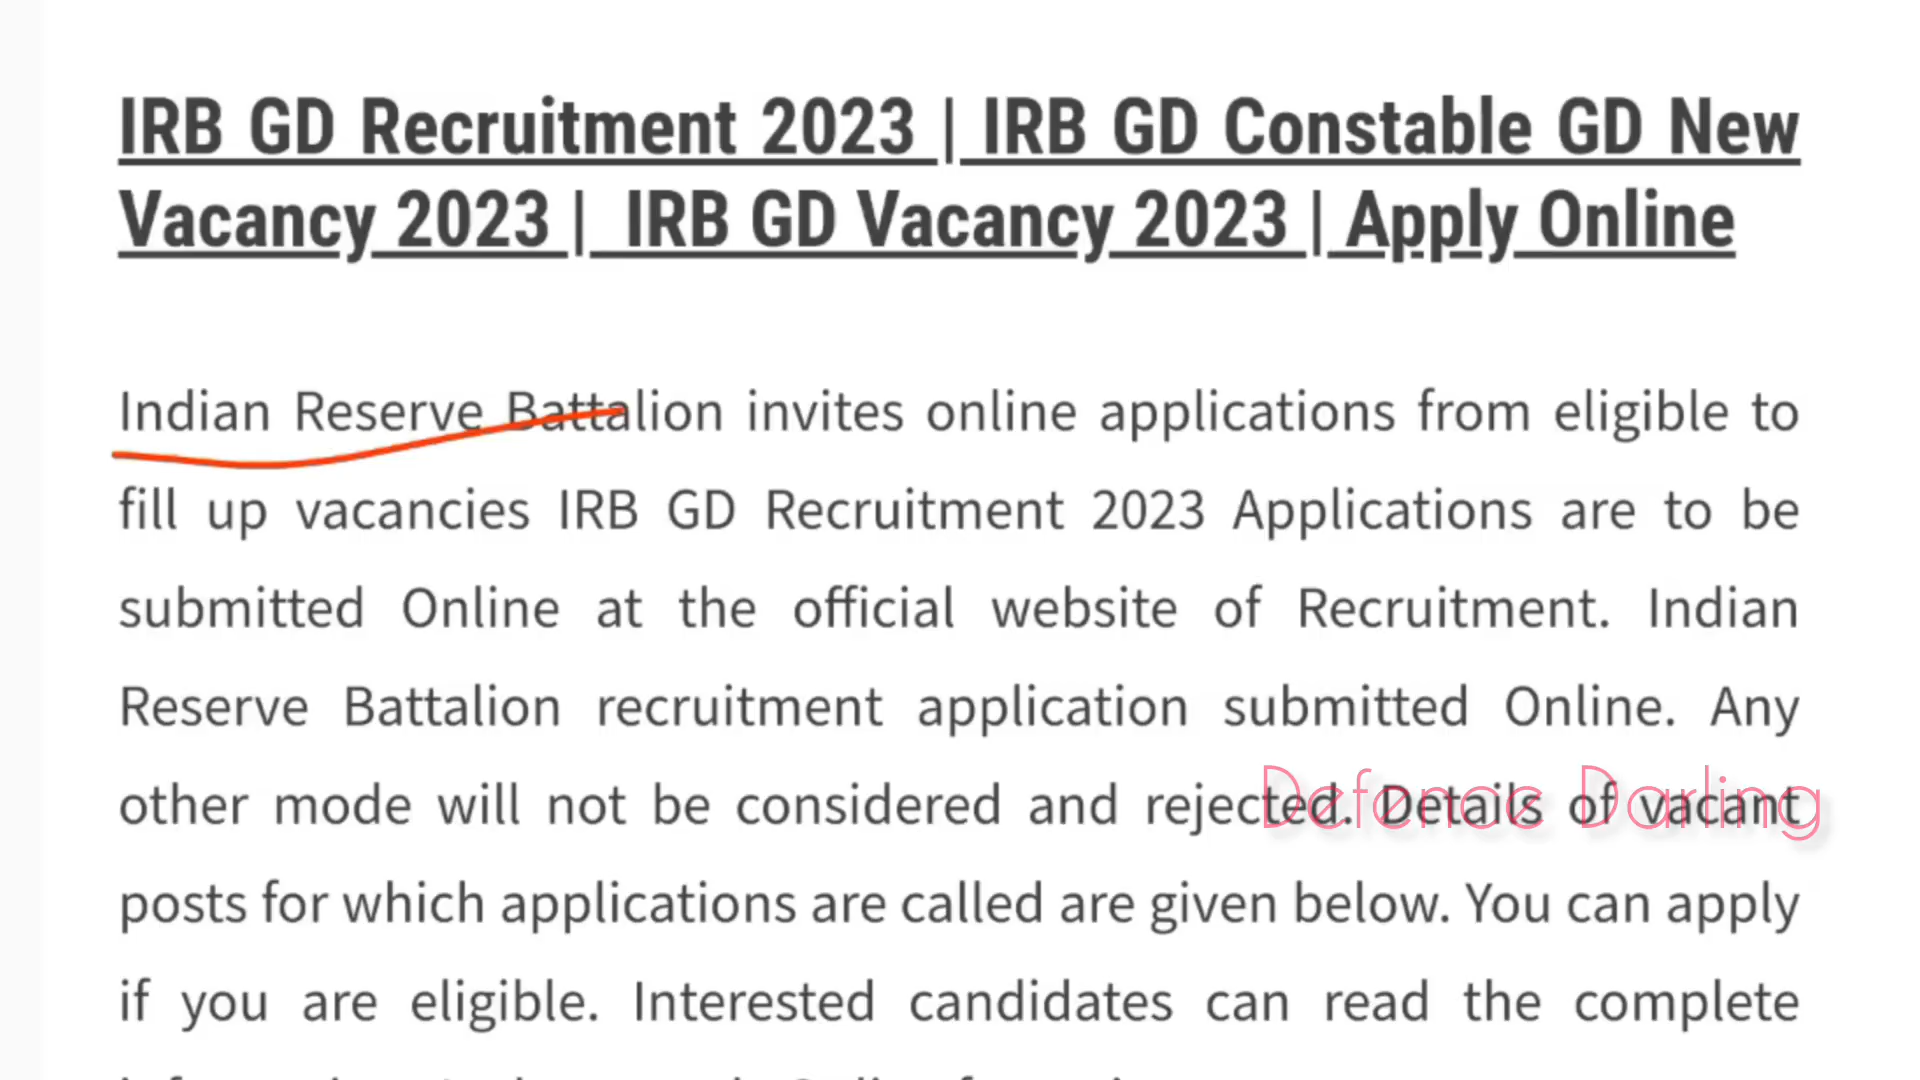 IRB GD Recruitment 2023 | IRB GD Constable GD New
Vacancy 2023 | IRB GD Vacancy 2023 | Apply Online
Indian Reserve Battalion invites online applications from eligible to
fill up vacancies IRB GD Recruitment 2023 Applications are to be
submitted Online at the official website of Recruitment. Indian
Reserve Battalion recruitment application submitted Online. Any
other mode will not be considered and rejected. Details of vacant
Defence Darling
posts for which applications are called are given below. You can apply
if you are eligible. Interested candidates can read the complete